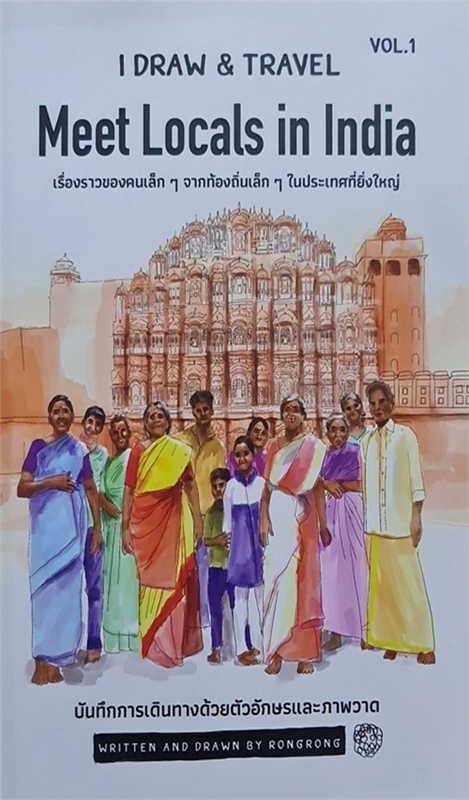 VOL.1
I DRAW & TRAVEL
Meet Locals in India
เรื่องราวของคนเล็ก ๆ จากท้องถิ่นเล็ก ๆ ในประเทศที่ยิ่งใหญ่
บันทึกการเดินทางด้วยตัวอักษรและภาพวาด
WRITTEN AND DRAWN BY RONGRONG